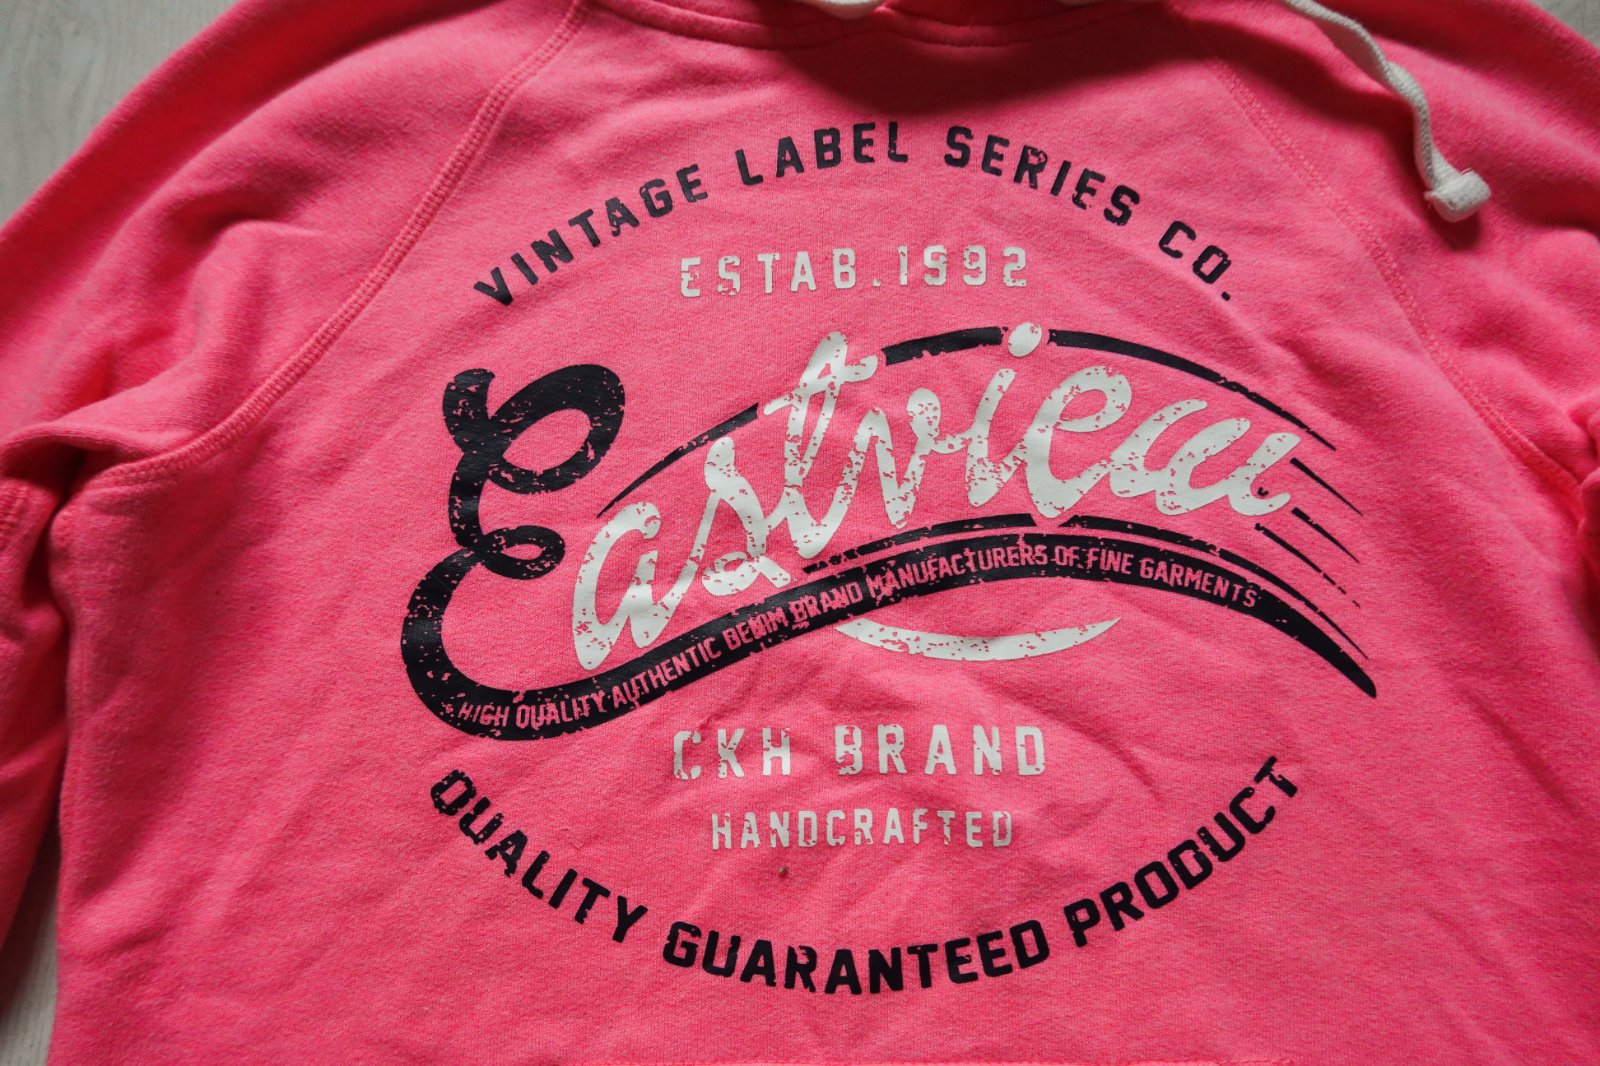 VINTAGE LABEL SERIES CO.
ESTAB.1992
Eastview
HIGH QUALITY AUTHENTIC DENIM BRAND MANUFACTURERS OF FINE GARMENTS
CKH BRAND
HANDCRAFTED
QUALITY GUARANTEED PRODUCT